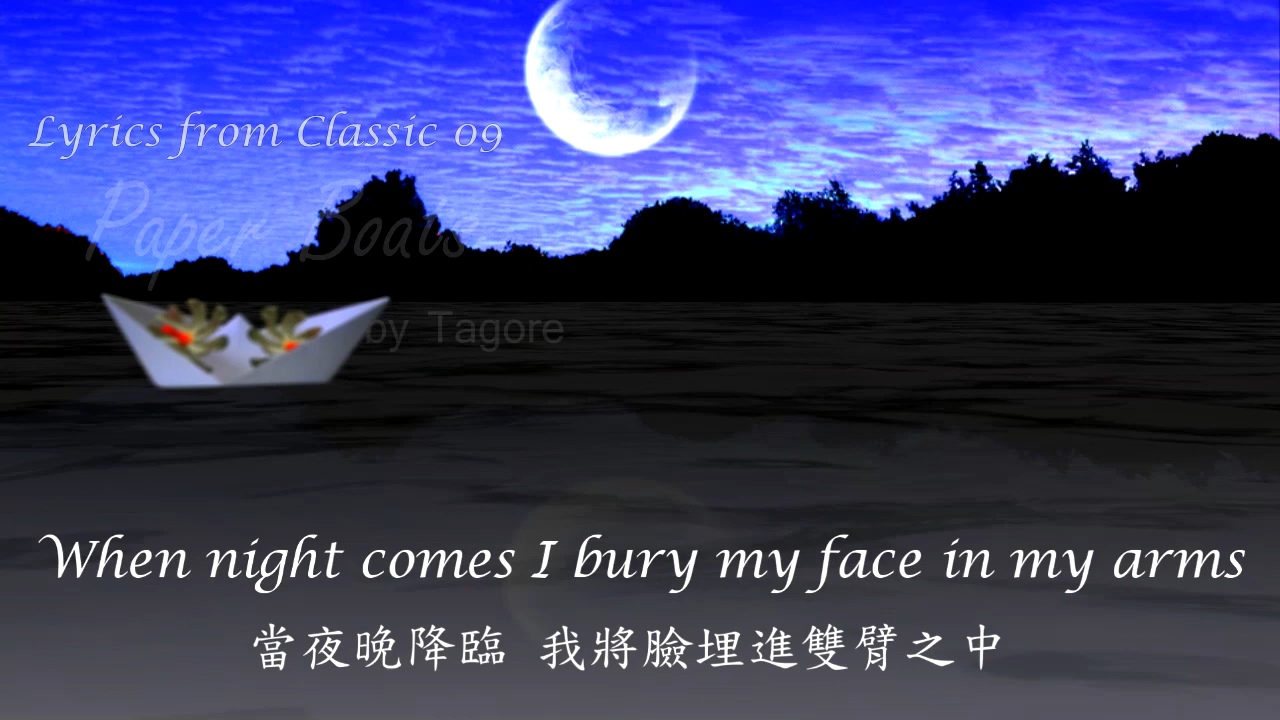 Lyrics from Classic 09
Paper Boats
by Tagore
When night comes I bury my face in my arms
當夜晚降臨 我將臉埋進雙臂之中